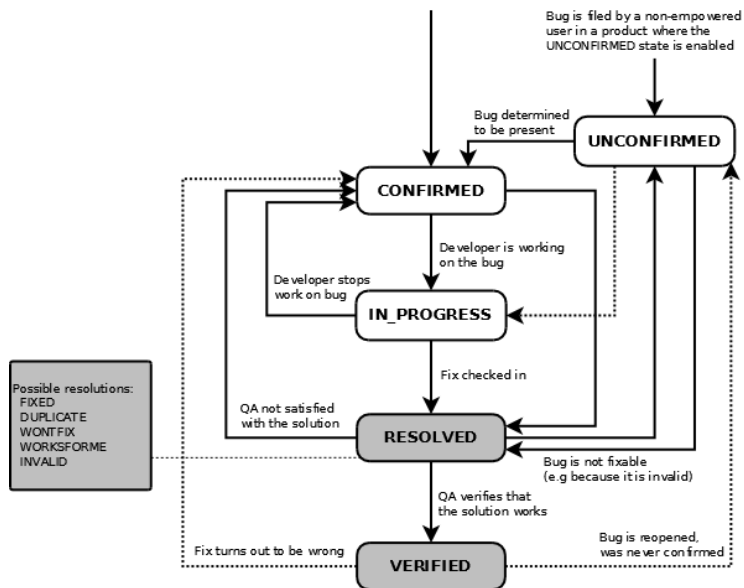 Bug is filed by a non-empowered
user in a product where the
UNCONFIRMED state is enabled
Bug determined
to be present
UNCONFIRMED
CONFIRMED
Developer is working
on the bug
Developer stops
work on bug
IN_PROGRESS
Possible resolutions:
FIXED
DUPLICATE
WONTFIX
WORKSFORME
INVALID
Fix checked in
QA not satisfied
with the solution
RESOLVED
Bug is not fixable
(e.g because it is invalid)
QA verifies that
the solution works
Fix turns out to be wrong
VERIFIED
Bug is reopened,
was never confirmed